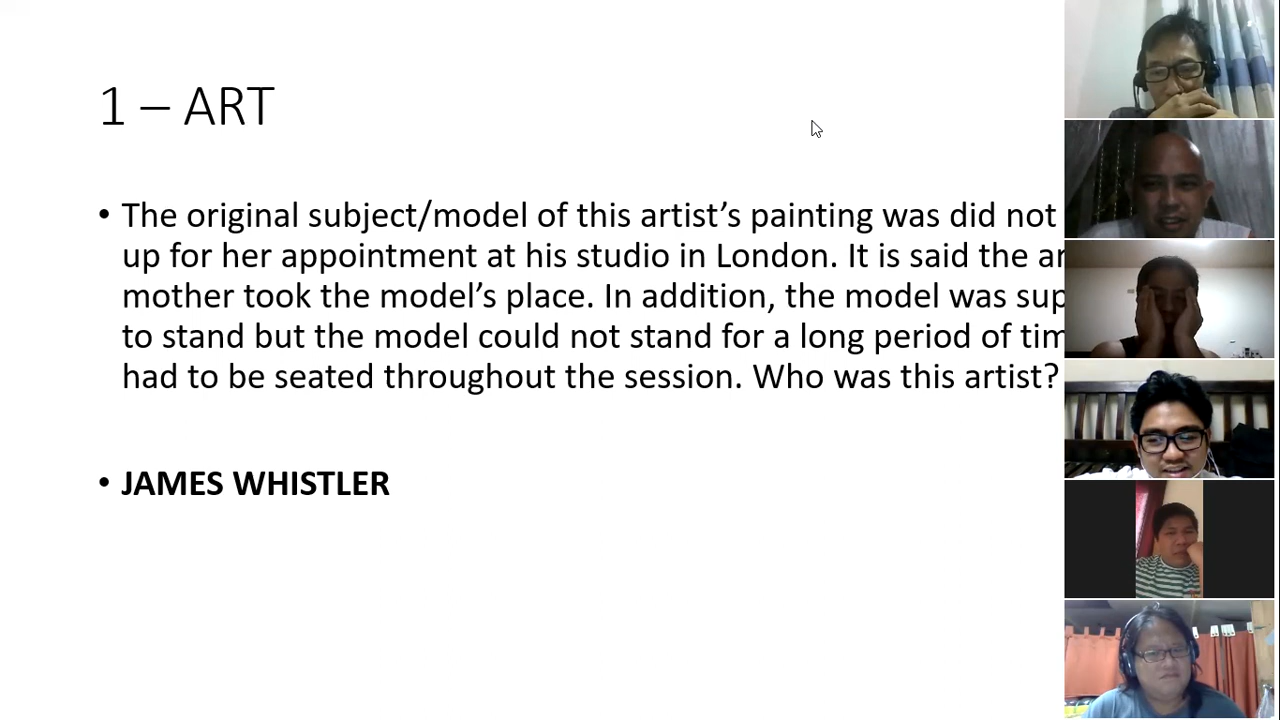 1 – ART
• The original subject/model of this artist’s painting was did not
up for her appointment at his studio in London. It is said the
mother took the model’s place. In addition, the model was
to stand but the model could not stand for a long period of
had to be seated throughout the session. Who was this artist?
• JAMES WHISTLER